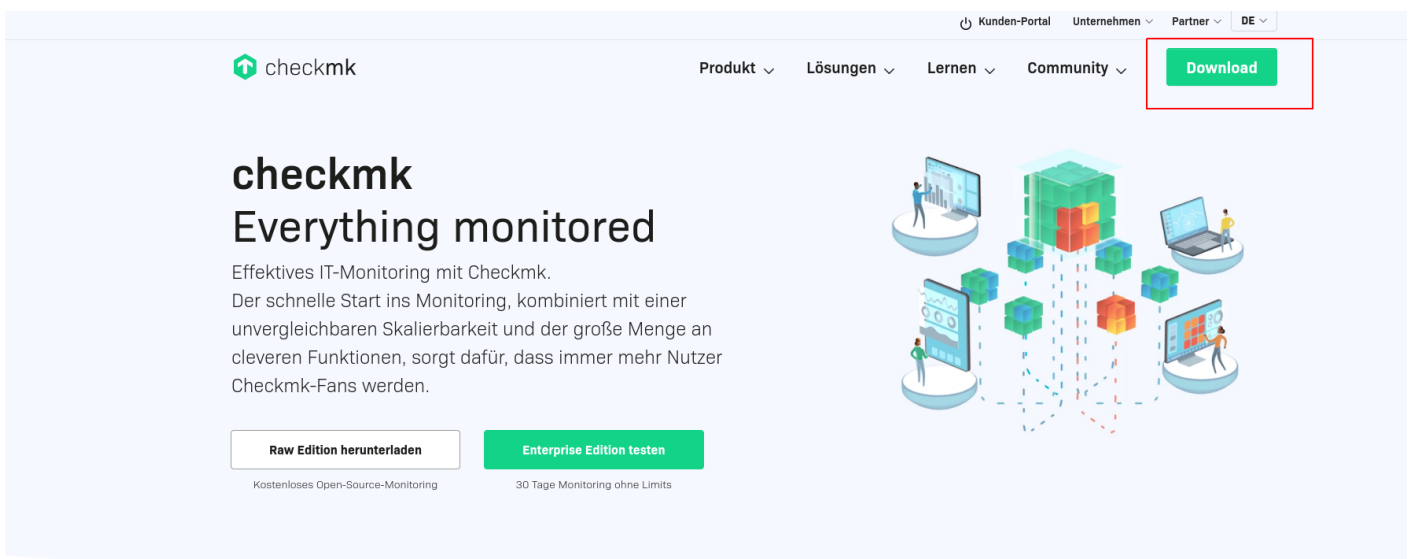 Kunden-Portal Unternehmen Partner DE
checkmk Produkt Lösungen Lernen Community Download
checkmk
Everything monitored
Effektives IT-Monitoring mit Checkmk.
Der schnelle Start ins Monitoring, kombiniert mit einer
unvergleichbaren Skalierbarkeit und der große Menge an
cleveren Funktionen, sorgt dafür, dass immer mehr Nutzer
Checkmk-Fans werden.
Raw Edition herunterladen Enterprise Edition testen
Kostenloses Open-Source-Monitoring 30 Tage Monitoring ohne Limits